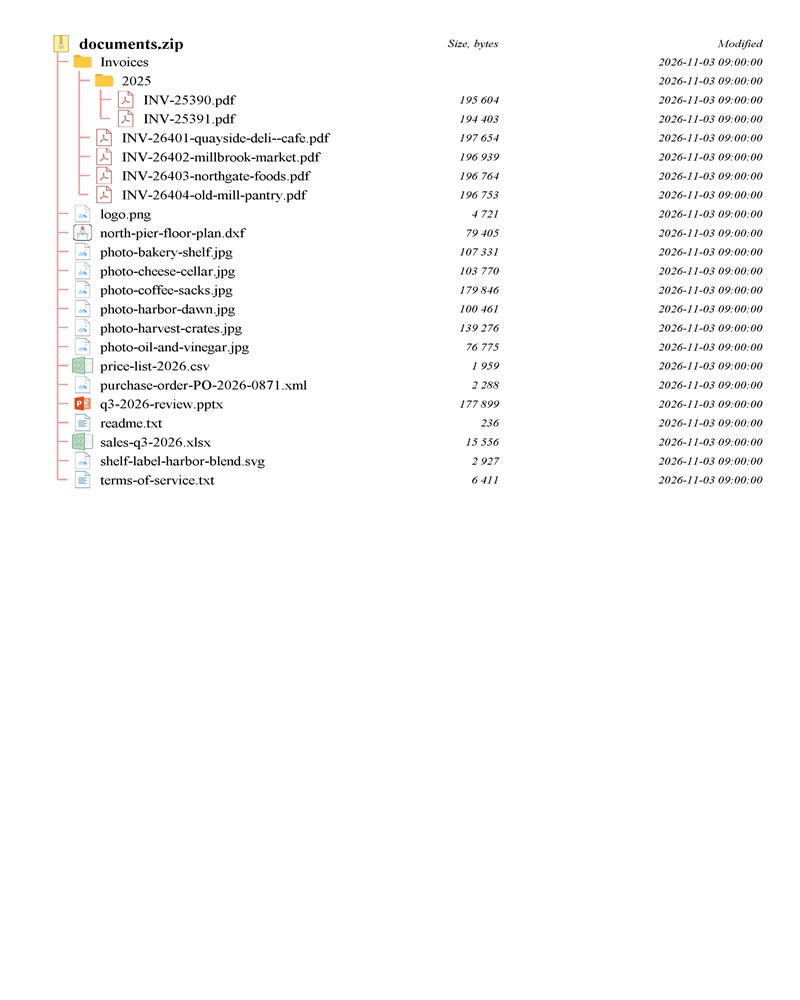 documents.zip Size, bytes Modified
Invoices 2026-11-03 09:00:00
2025 2026-11-03 09:00:00
INV-25390.pdf 195 604 2026-11-03 09:00:00
INV-25391.pdf 194 403 2026-11-03 09:00:00
INV-26401-quayside-deli--cafe.pdf 197 654 2026-11-03 09:00:00
INV-26402-millbrook-market.pdf 196 939 2026-11-03 09:00:00
INV-26403-northgate-foods.pdf 196 764 2026-11-03 09:00:00
INV-26404-old-mill-pantry.pdf 196 753 2026-11-03 09:00:00
logo.png 4 721 2026-11-03 09:00:00
north-pier-floor-plan.dxf 79 405 2026-11-03 09:00:00
photo-bakery-shelf.jpg 107 331 2026-11-03 09:00:00
photo-cheese-cellar.jpg 103 770 2026-11-03 09:00:00
photo-coffee-sacks.jpg 179 846 2026-11-03 09:00:00
photo-harbor-dawn.jpg 100 461 2026-11-03 09:00:00
photo-harvest-crates.jpg 139 276 2026-11-03 09:00:00
photo-oil-and-vinegar.jpg 76 775 2026-11-03 09:00:00
price-list-2026.csv 1 959 2026-11-03 09:00:00
purchase-order-PO-2026-0871.xml 2 288 2026-11-03 09:00:00
q3-2026-review.pptx 177 899 2026-11-03 09:00:00
readme.txt 236 2026-11-03 09:00:00
sales-q3-2026.xlsx 15 556 2026-11-03 09:00:00
shelf-label-harbor-blend.svg 2 927 2026-11-03 09:00:00
terms-of-service.txt 6 411 2026-11-03 09:00:00